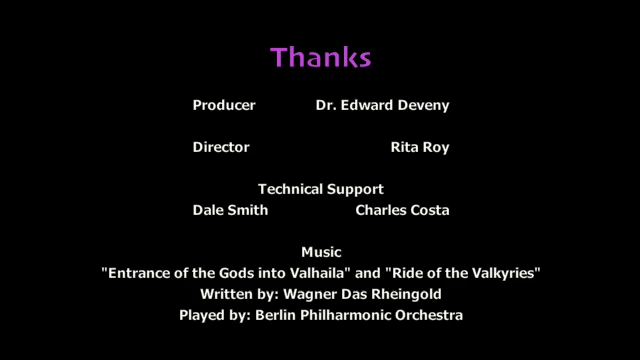 Thanks
Producer Dr. Edward Deveny
Director Rita Roy
Technical Support
Dale Smith Charles Costa
Music
"Entrance of the Gods into Valhaila" and "Ride of the Valkyries"
Written by: Wagner Das Rheingold
Played by: Berlin Philharmonic Orchestra